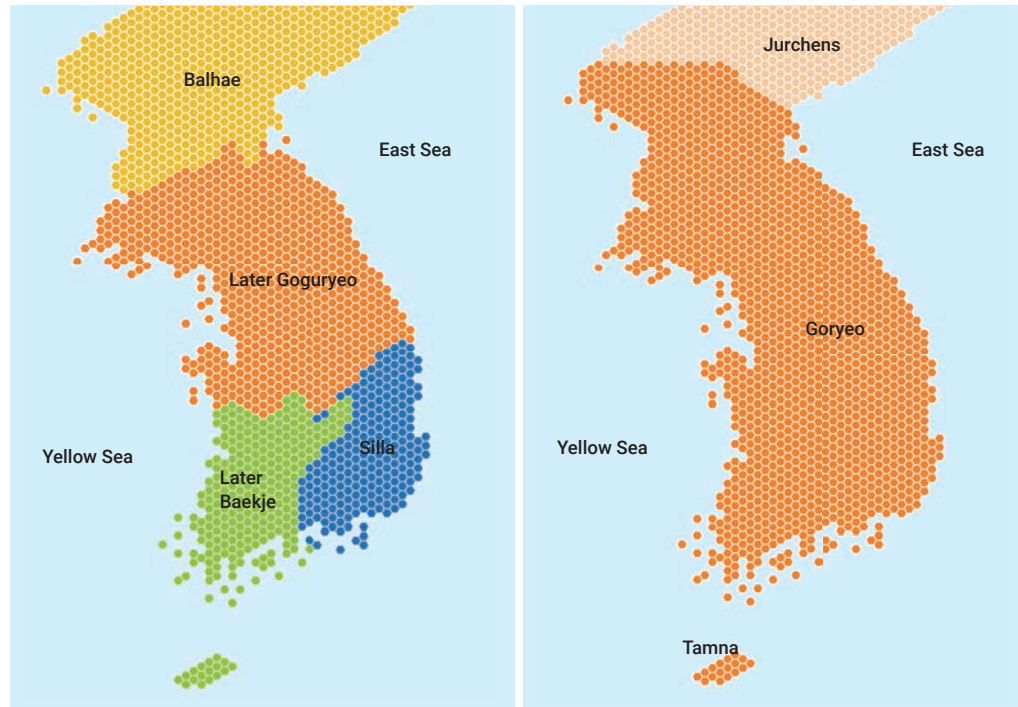 Balhae
East Sea
Later Goguryeo
Silla
Yellow Sea
Later
Baekje
Jurchens
East Sea
Goryeo
Yellow Sea
Tamna